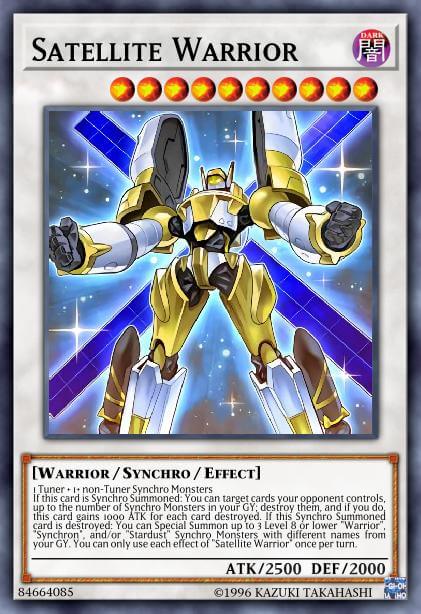 SATELLITE WARRIOR
DARK
闇
[WARRIOR / SYNCHRO / EFFECT]
1 Tuner + 1+ non-Tuner Synchro Monsters
If this card is Synchro Summoned: You can target cards your opponent controls,
up to the number of Synchro Monsters in your GY; destroy them, and if you do,
this card gains 1000 ATK for each card destroyed. If this Synchro Summoned
card is destroyed: You can Special Summon up to 3 Level 8 or lower "Warrior",
"Synchron", and/or "Stardust" Synchro Monsters with different names from
your GY. You can only use each effect of "Satellite Warrior" once per turn.
ATK/2500 DEF/2000
84664085
©1996 KAZUKI TAKAHASHI